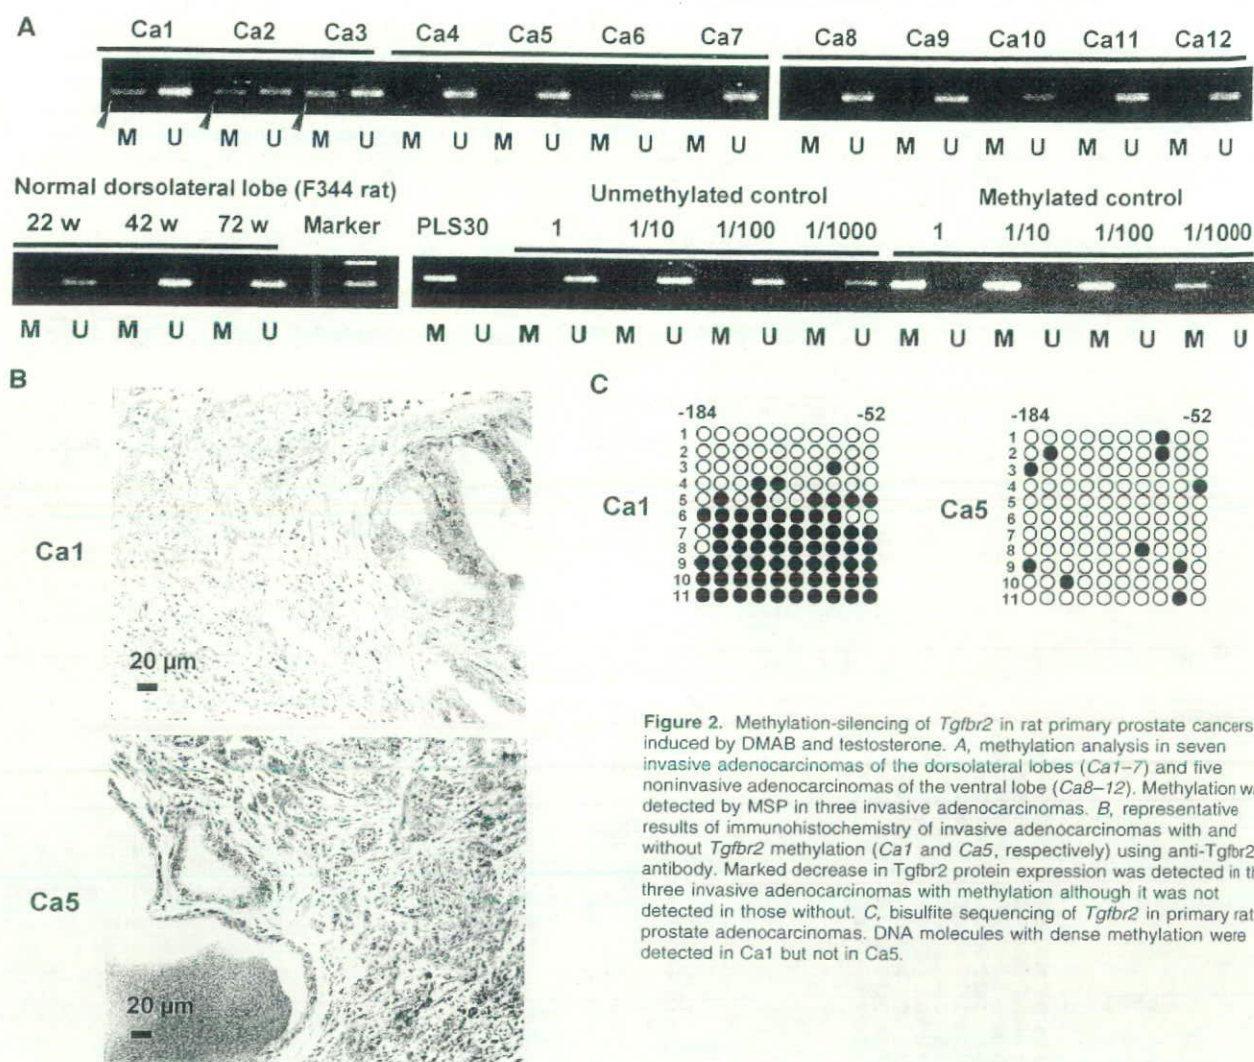 A
Ca1 Ca2 Ca3 Ca4 Ca5 Ca6 Ca7 Ca8 Ca9 Ca10 Ca11 Ca12
M U M U M U M U M U M U M U M U M U M U M U M U
Normal dorsolateral lobe (F344 rat)
22 w 42 w 72 w Marker
PLS30
Unmethylated control
1 1/10 1/100 1/1000
Methylated control
1 1/10 1/100 1/1000
M U M U M U
M U M U M U M U M U M U M U M U M U
B
Ca1
20 µm
Ca5
20 µm
C
-184 -52
Ca1
1
2
3
4
5
6
7
8
9
10
11
-184 -52
Ca5
1
2
3
4
5
6
7
8
9
10
11
Figure 2. Methylation-silencing of Tgfbr2 in rat primary prostate cancers
induced by DMAB and testosterone. A, methylation analysis in seven
invasive adenocarcinomas of the dorsolateral lobes (Ca1–7) and five
noninvasive adenocarcinomas of the ventral lobe (Ca8–12). Methylation
detected by MSP in three invasive adenocarcinomas. B, representative
results of immunohistochemistry of invasive adenocarcinomas with and
without Tgfbr2 methylation (Ca1 and Ca5, respectively) using anti-Tgfbr2
antibody. Marked decrease in Tgfbr2 protein expression was detected in
three invasive adenocarcinomas with methylation although it was not
detected in those without. C, bisulfite sequencing of Tgfbr2 in primary rat
prostate adenocarcinomas. DNA molecules with dense methylation were
detected in Ca1 but not in Ca5.